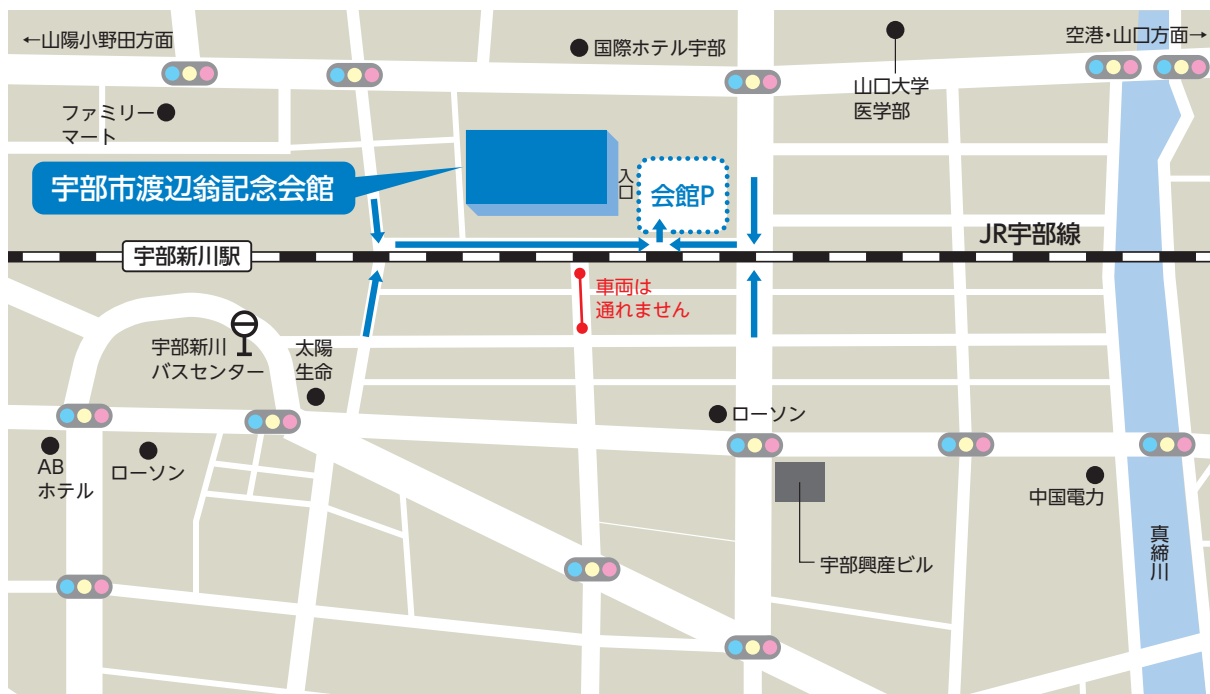 ←山陽小野田方面
国際ホテル宇部
空港・山口方面→
山口大学
医学部
ファミリー
マート
宇部市渡辺翁記念会館
入口
会館P
JR宇部線
宇部新川駅
車両は
通れません
宇部新川
バスセンター
太陽
生命
ローソン
AB
ホテル
ローソン
中国電力
宇部興産ビル
真締川